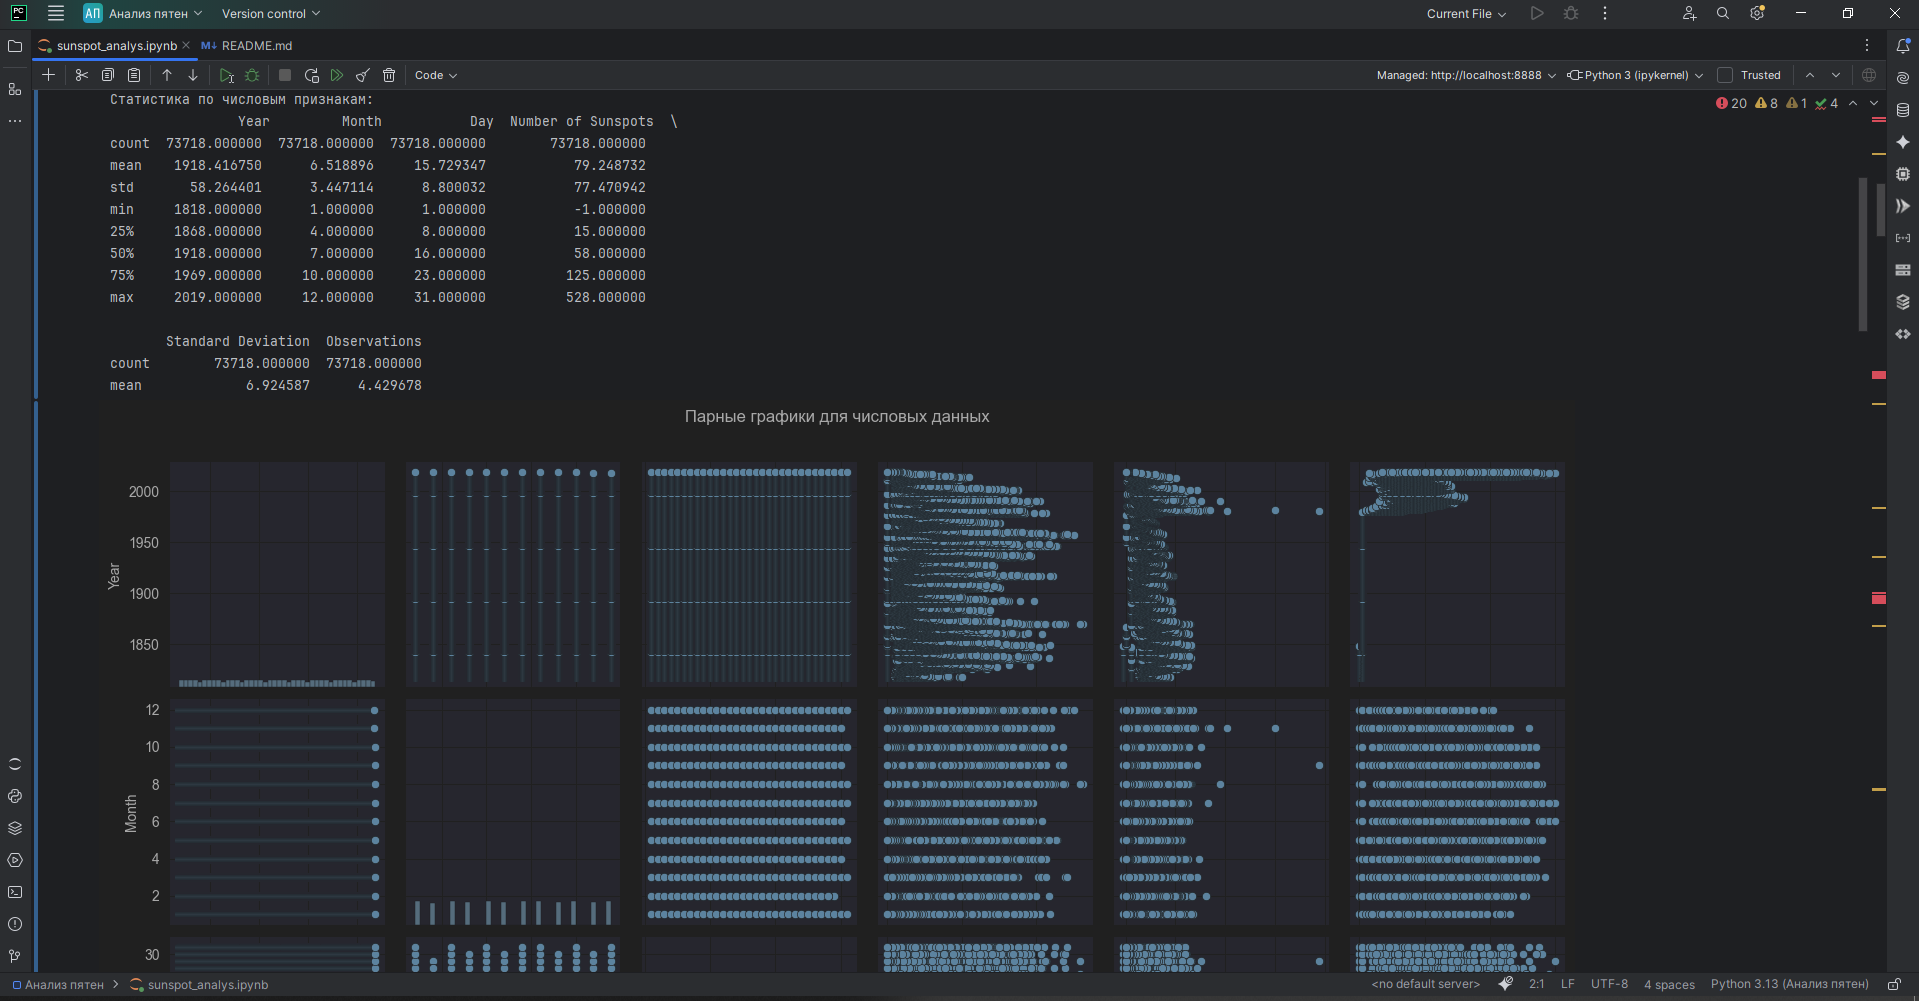 PC АП Анализ пятен Version control Current File
sunspot_analys.ipynb M↓ README.md
Code Managed: http://localhost:8888 Python 3 (ipykernel) Trusted
Статистика по числовым признакам: 20 8 1 4
Year Month Day Number of Sunspots \
count 73718.000000 73718.000000 73718.000000 73718.000000
mean 1918.416750 6.518896 15.729347 79.248732
std 58.264401 3.447114 8.800032 77.470942
min 1818.000000 1.000000 1.000000 -1.000000
25% 1868.000000 4.000000 8.000000 15.000000
50% 1918.000000 7.000000 16.000000 58.000000
75% 1969.000000 10.000000 23.000000 125.000000
max 2019.000000 12.000000 31.000000 528.000000
Standard Deviation Observations
count 73718.000000 73718.000000
mean 6.924587 4.429678
Парные графики для числовых данных
2000
1950
Year
1900
1850
12
10
8
Month
6
4
2
30
Анализ пятен > sunspot_analys.ipynb <no default server> 2:1 LF UTF-8 4 spaces Python 3.13 (Анализ пятен)